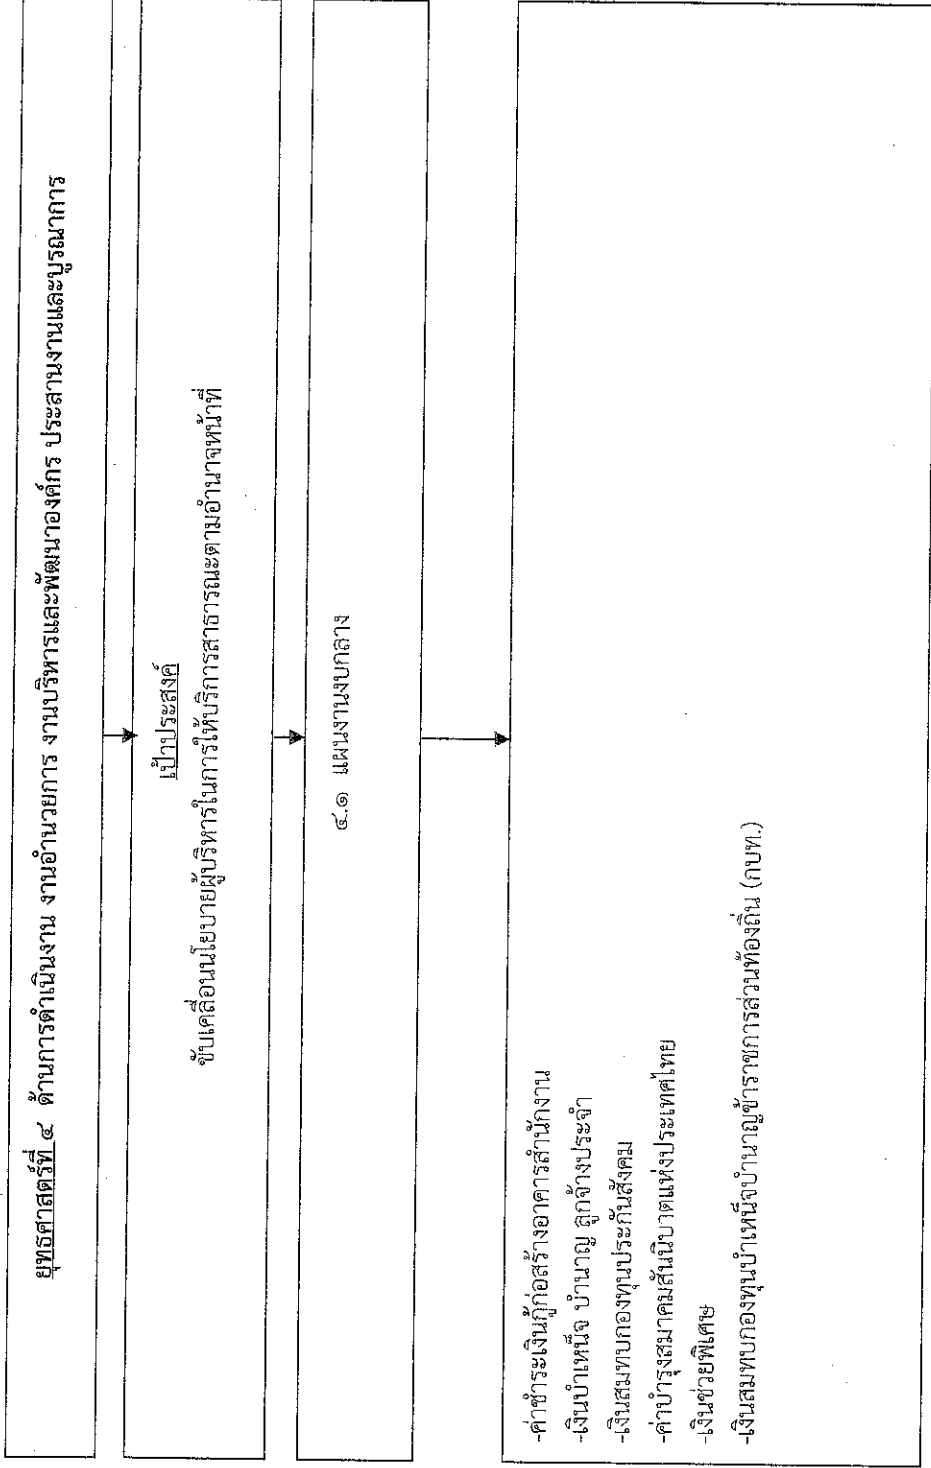 ยุทธศาสตร์ที่ ๔ ด้านการดำเนินงาน งานอำนวยการ งานบริหารและพัฒนาองค์กร ประสานงานและบูรณาการ
เป้าประสงค์
ขับเคลื่อนนโยบายผู้บริหารในการให้บริการสาธารณะตามอำนาจหน้าที่
๔.๑ แผนงานงบกลาง
-ค่าชำระเงินกู้ก่อสร้างอาคารสำนักงาน
-เงินบำเหน็จ บำนาญ ลูกจ้างประจำ
-เงินสมทบกองทุนประกันสังคม
-ค่าบำรุงสมาคมสันนิบาตแห่งประเทศไทย
-เงินช่วยพิเศษ
-เงินสมทบกองทุนบำเหน็จบำนาญข้าราชการส่วนท้องถิ่น (กบท.)